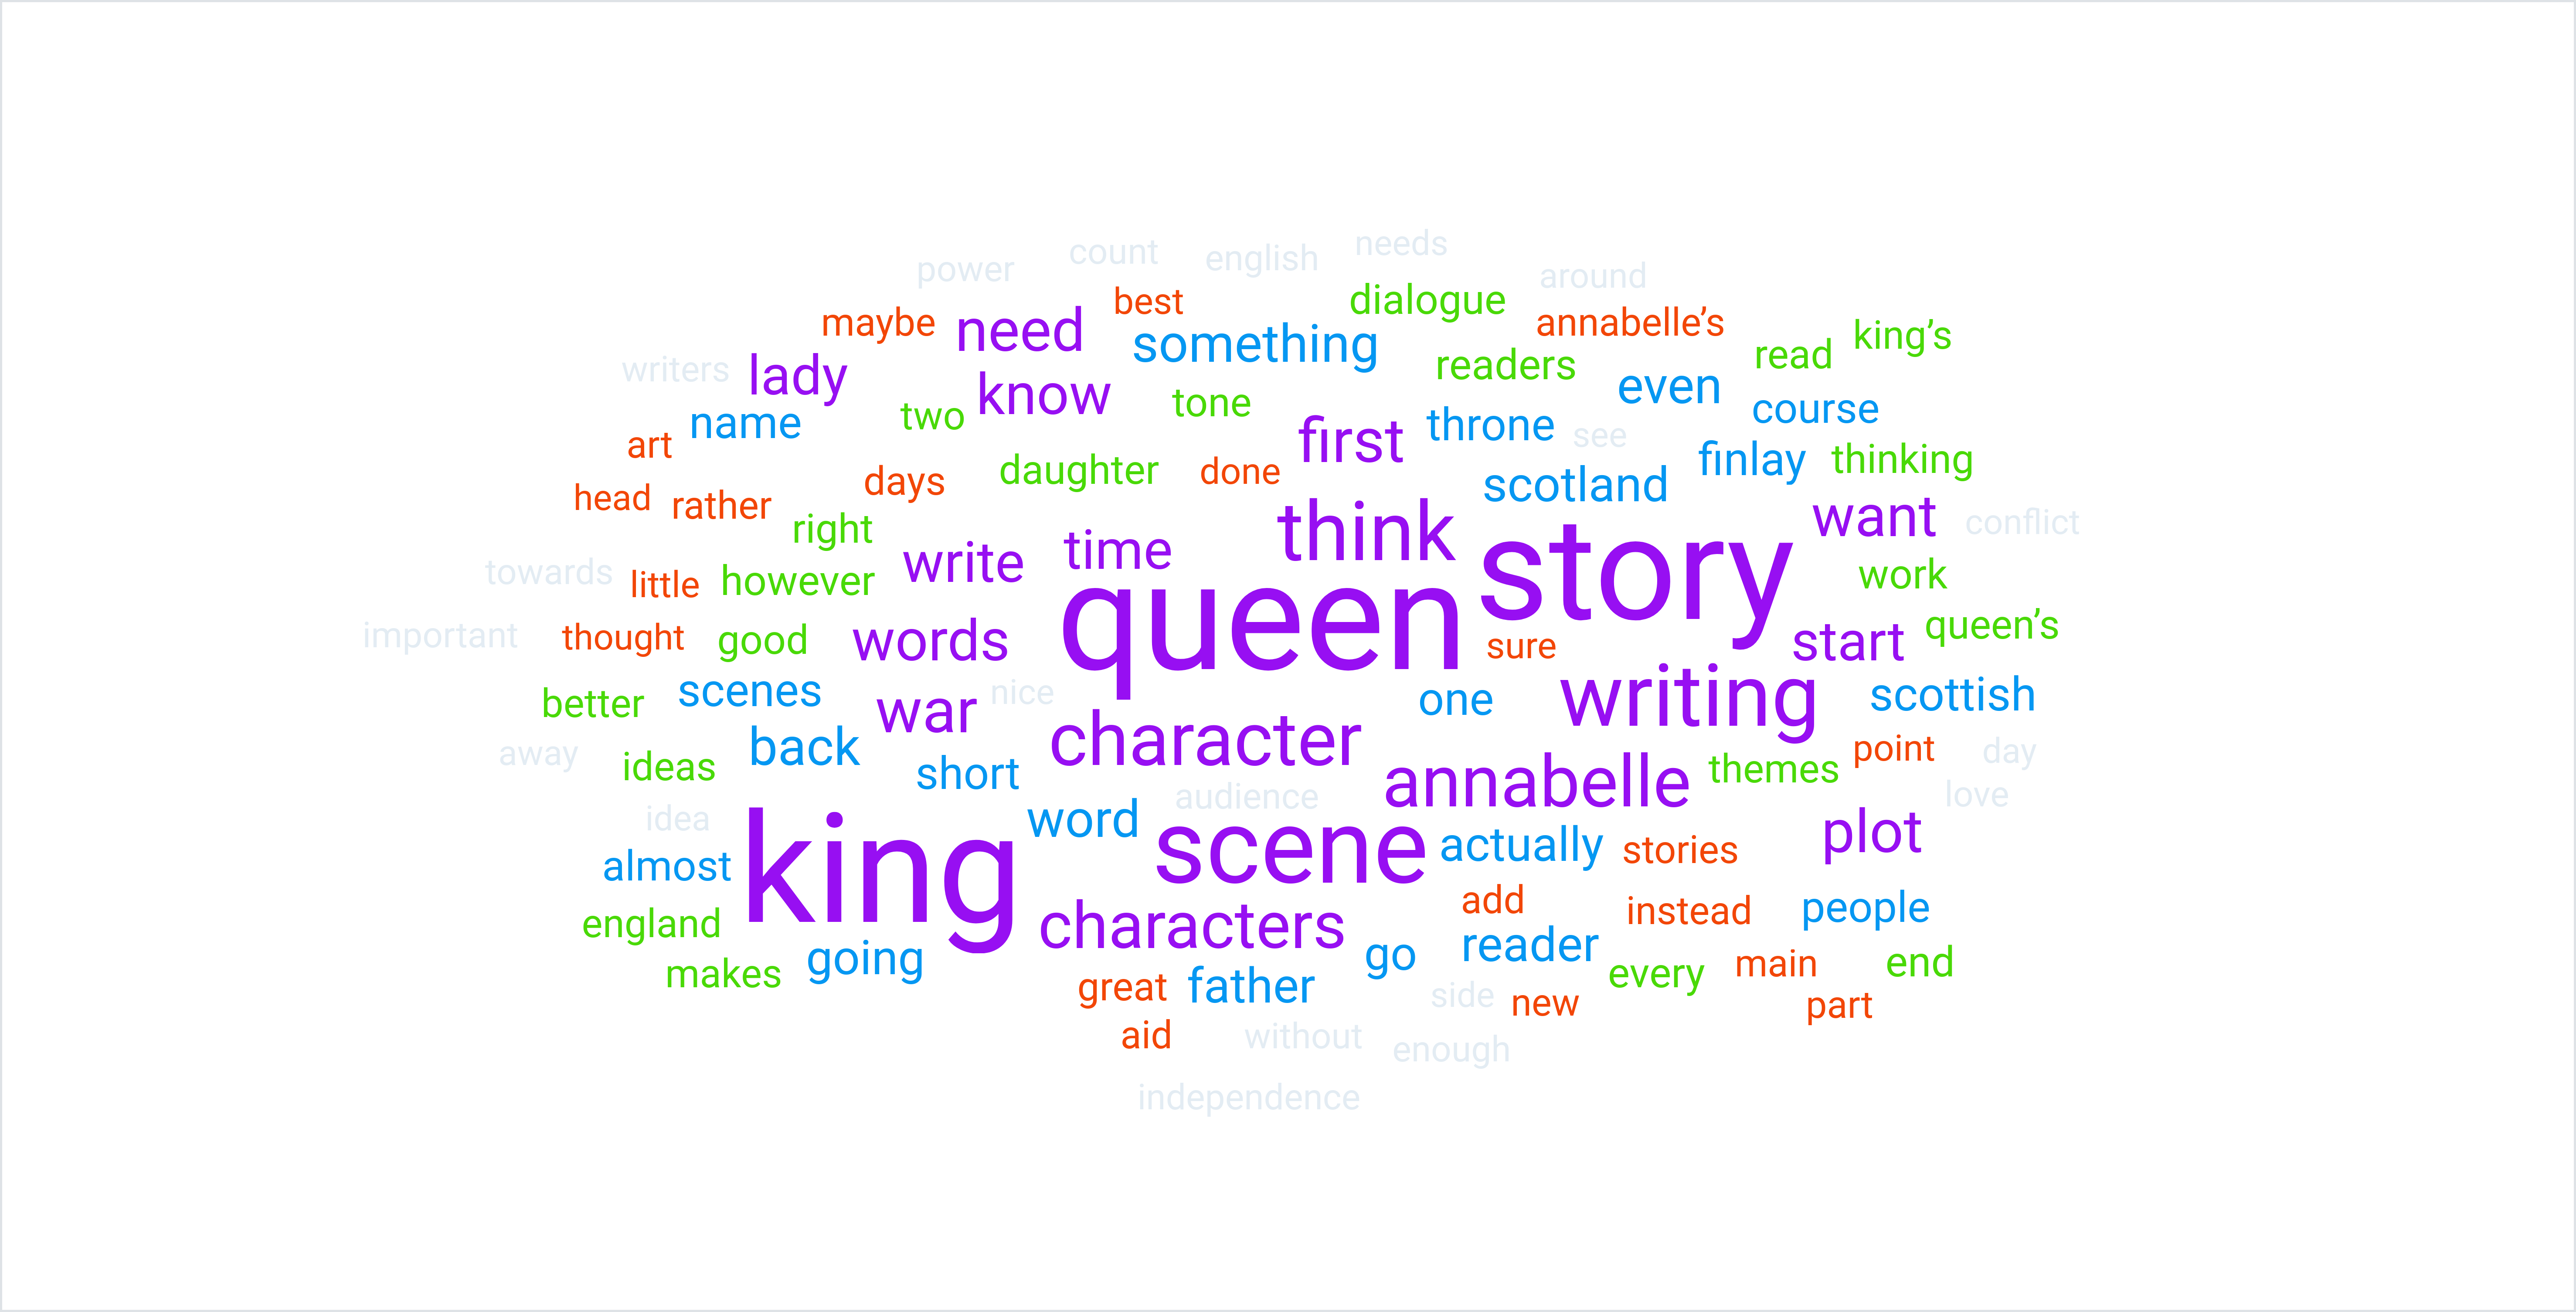 power count english needs around
maybe best dialogue annabelle’s
need something readers read king’s
writers lady know even
name two tone first throne see course
art days daughter done scotland finlay thinking
head rather right want conflict
write time think story
towards little however queen work
important thought good words sure start queen’s
better scenes war nice one writing scottish
away ideas back short character annabelle themes point day
idea word audience love
almost king scene actually stories plot
england characters add instead people
makes going go reader every main end
great father side new part
aid without enough
independence